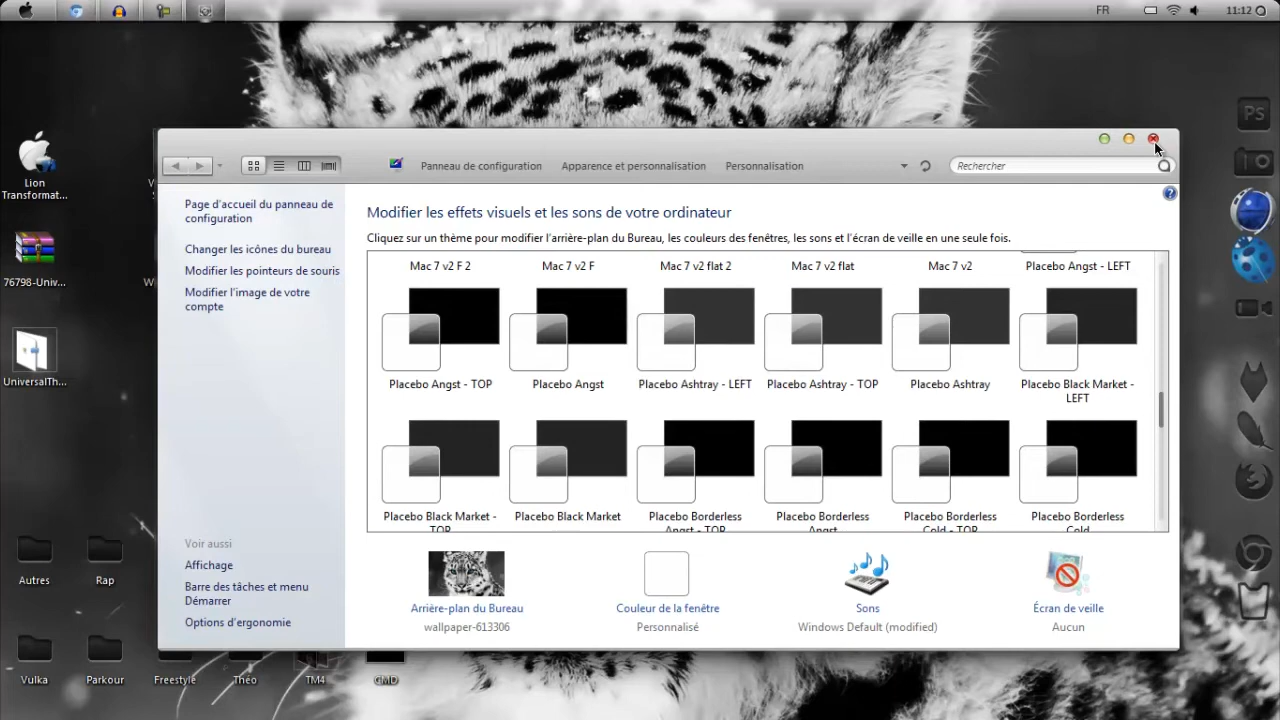 FR
11:12
PS
Lion
Transformat...
76798-Univ...
UniversalTh...
Panneau de configuration
Apparence et personnalisation
Personnalisation
Rechercher
Page d'accueil du panneau de
configuration
Changer les icônes du bureau
Modifier les pointeurs de souris
Modifier l'image de votre
compte
Modifier les effets visuels et les sons de votre ordinateur
Cliquez sur un thème pour modifier l'arrière-plan du Bureau, les couleurs des fenêtres, les sons et l'écran de veille en une seule fois.
Mac 7 v2 F 2
Mac 7 v2 F
Mac 7 v2 flat 2
Mac 7 v2 flat
Mac 7 v2
Placebo Angst - LEFT
Placebo Angst - TOP
Placebo Angst
Placebo Ashtray - LEFT
Placebo Ashtray - TOP
Placebo Ashtray
Placebo Black Market -
LEFT
Placebo Black Market -
TOP
Placebo Black Market
Placebo Borderless
Angst - TOP
Placebo Borderless
Angst
Placebo Borderless
Cold - TOP
Placebo Borderless
Cold
Voir aussi
Affichage
Barre des tâches et menu
Démarrer
Options d'ergonomie
Arrière-plan du Bureau
wallpaper-613306
Couleur de la fenêtre
Personnalisé
Sons
Windows Default (modified)
Écran de veille
Aucun
Autres
Rap
Vulka
Parkour
Freestyle
Théo
TM4
CMD